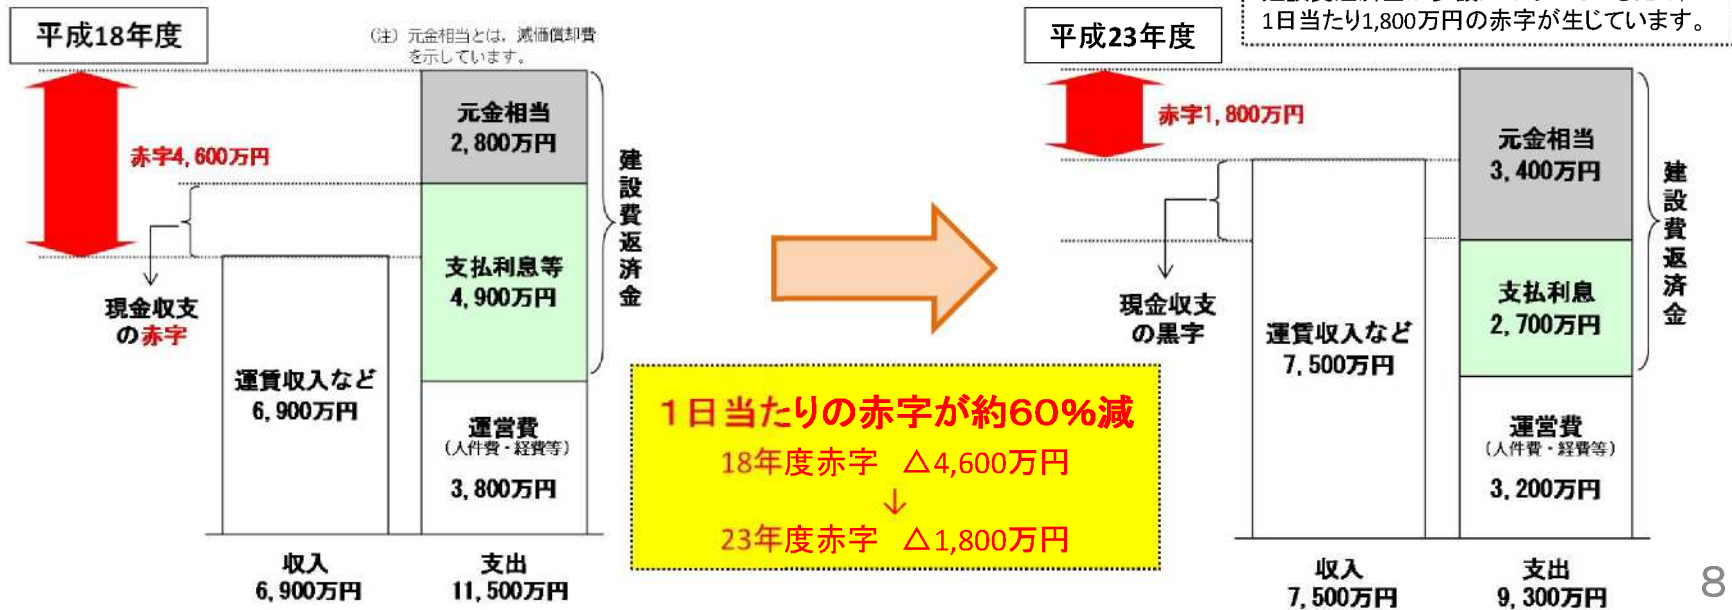 平成18年度
(注) 元金相当とは、減価償却費
を示しています。
赤字4,600万円
元金相当
2,800万円
支払利息等
4,900万円
建設費返済金
現金収支
の赤字
運賃収入など
6,900万円
運営費
(人件費・経費等)
3,800万円
収入
6,900万円
支出
11,500万円
1日当たりの赤字が約60%減
18年度赤字 △4,600万円
↓
23年度赤字 △1,800万円
平成23年度
1日当たり1,800万円の赤字が生じています。
赤字1,800万円
元金相当
3,400万円
支払利息
2,700万円
建設費返済金
現金収支
の黒字
運賃収入など
7,500万円
運営費
(人件費・経費等)
3,200万円
収入
7,500万円
支出
9,300万円
8